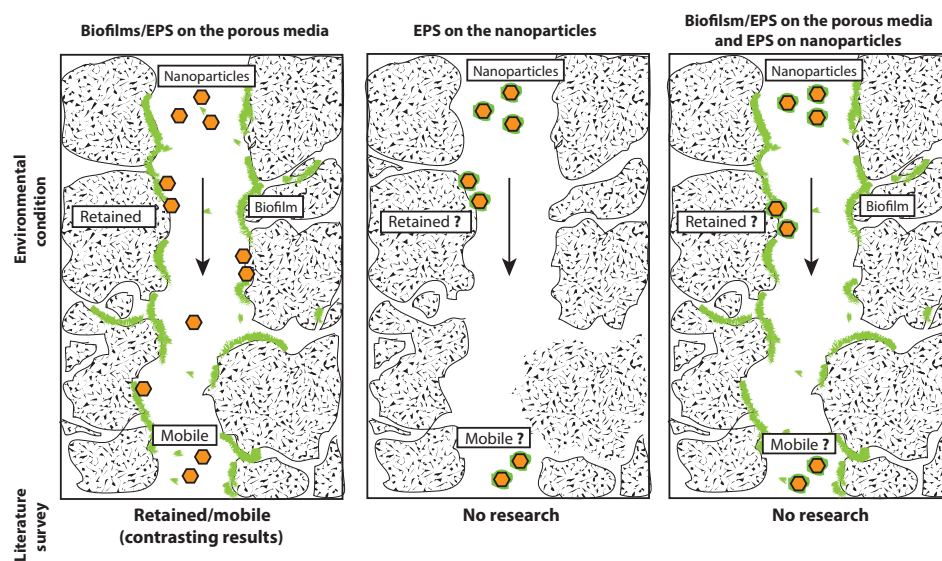 Biofilms/EPS on the porous media
EPS on the nanoparticles
Biofilsm/EPS on the porous media
and EPS on nanoparticles
Environmental
condition
Nanoparticles
Retained
Biofilm
Mobile
Nanoparticles
Retained ?
Mobile ?
Nanoparticles
Retained ?
Biofilm
Mobile ?
Literature
survey
Retained/mobile
(contrasting results)
No research
No research